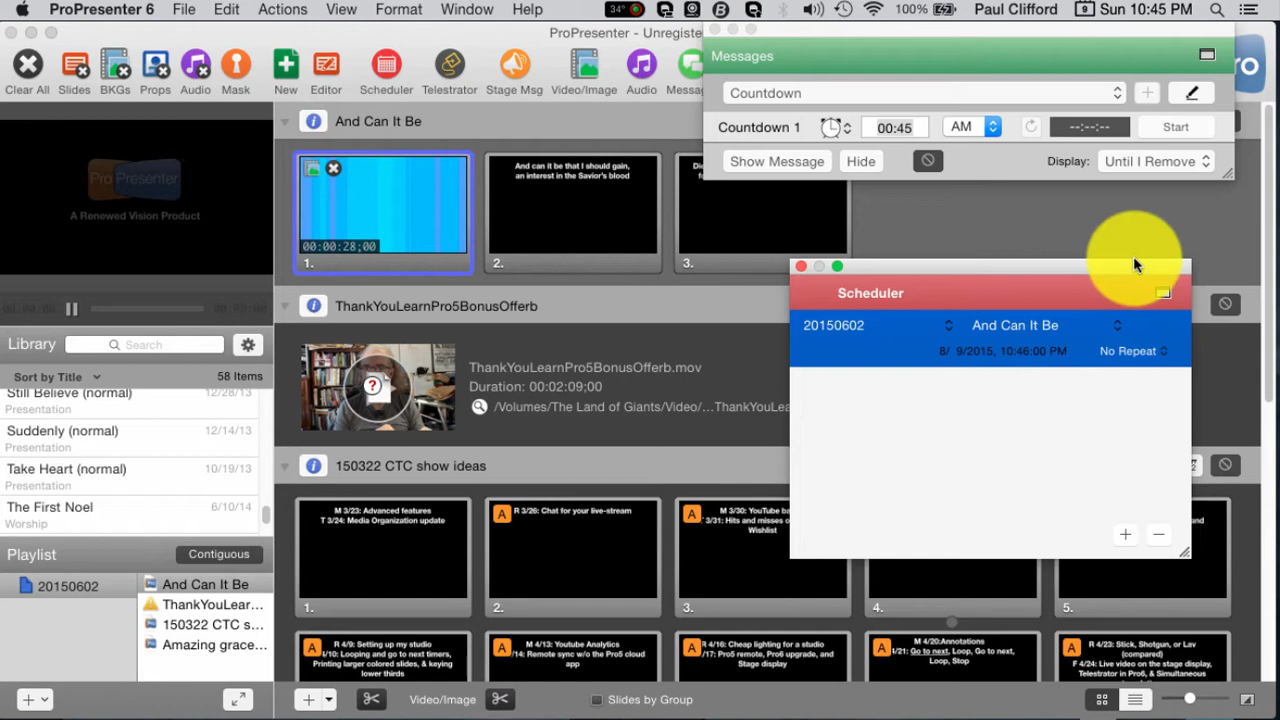 ProPresenter 6 File Edit Actions View Format Window Help 34° 100% Paul Clifford 9 Sun 10:45 PM
ProPresenter - Unregiste
Clear All Slides BKGs Props Audio Mask New Editor Scheduler Telestrator Stage Msg Video/Image Audio Messa
ro
Messages
Countdown
Countdown 1 00:45 AM --:--:-- Start
Show Message Hide Display: Until I Remove
ProPresenter
A Renewed Vision Product
00:00:00 00:00:00
And Can It Be
00:00:28;00
1.
And can it be that I should gain,
an interest in the Savior's blood
2.
3.
Scheduler
20150602 And Can It Be
8/ 9/2015, 10:46:00 PM No Repeat
+ −
ThankYouLearnPro5BonusOfferb
ThankYouLearnPro5BonusOfferb.mov
Duration: 00:02:09;00
/Volumes/The Land of Giants/Video/...ThankYouLea
?
Library Search
Sort by Title 58 Items
Still Believe (normal) 12/28/13
Presentation
Suddenly (normal) 12/14/13
Presentation
Take Heart (normal) 10/19/13
Presentation
The First Noel 6/10/14
Worship
Playlist Contiguous
20150602
And Can It Be
ThankYouLear...
150322 CTC s...
Amazing grace...
150322 CTC show ideas
M 3/23: Advanced features
T 3/24: Media Organization update
1.
A R 3/26: Chat for your live-stream
2.
A M 3/30: YouTube ba
3/31: Hits and misses o
Wishlist
3.
4.
and
5.
A R 4/9: Setting up my studio
4/10: Looping and go to next timers,
Printing larger colored slides, & keying
lower thirds
A M 4/13: Youtube Analytics
/14: Remote sync w/o the Pro5 cloud
app
A R 4/16: Cheap lighting for a studio
/17: Pro5 remote, Pro6 upgrade, and
Stage display
A M 4/20:Annotations
4/21: Go to next, Loop, Go to next,
Loop, Stop
A R 4/23: Stick, Shotgun, or Lav
(compared)
F 4/24: Live video on the stage display,
Telestrator in Pro6, & Simultaneous
+ Video/Image Slides by Group